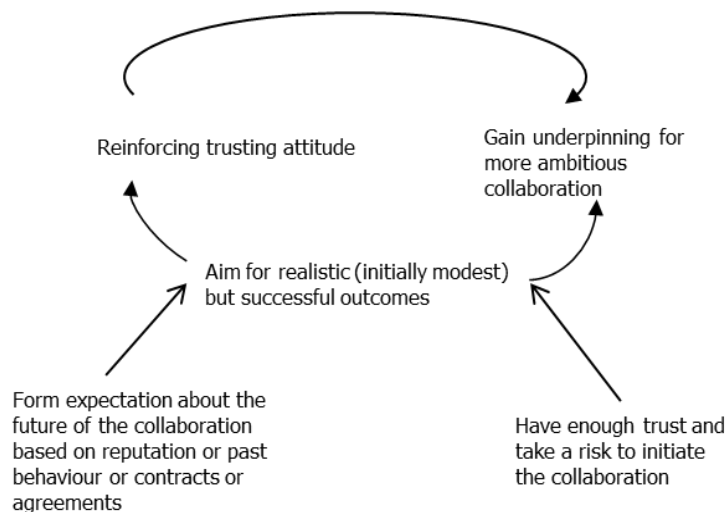 Reinforcing trusting attitude
Gain underpinning for
more ambitious
collaboration
Aim for realistic (initially modest)
but successful outcomes
Form expectation about the
future of the collaboration
based on reputation or past
behaviour or contracts or
agreements
Have enough trust and
take a risk to initiate
the collaboration